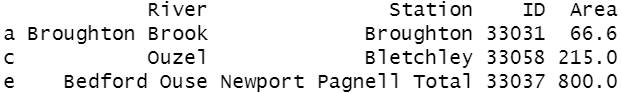 River Station ID Area
a Broughton Brook Broughton 33031 66.6
c Ouzel Bletchley 33058 215.0
e Bedford Ouse Newport Pagnell Total 33037 800.0